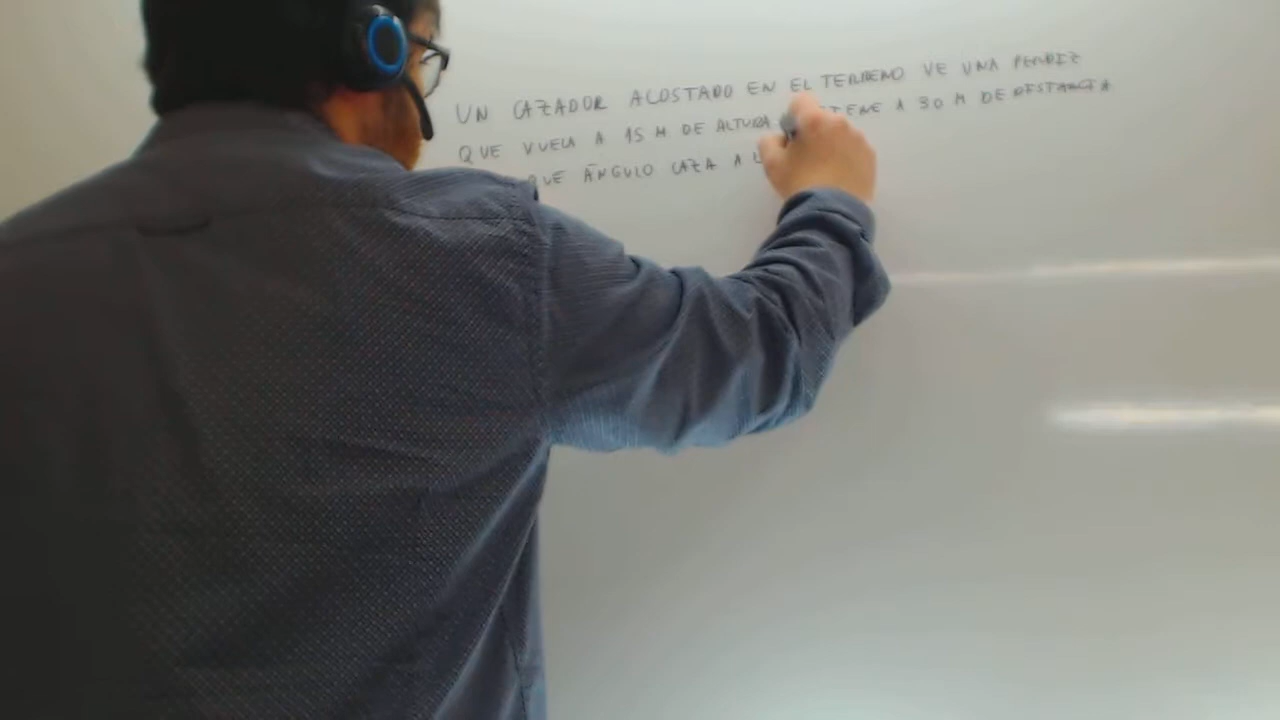 UN CAZADOR ACOSTADO EN EL TERRENO VE UNA PERDIZ
QUE VUELA A 15 M DE ALTURA A 30 M DE DISTANCIA
QUE ÁNGULO CAZA A